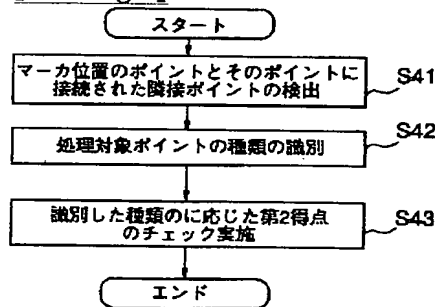 スタート
マーカ位置のポイントとそのポイントに
接続された隣接ポイントの検出
S41
処理対象ポイントの種類の識別
S42
識別した種類のに応じた第2得点
のチェック実施
S43
エンド